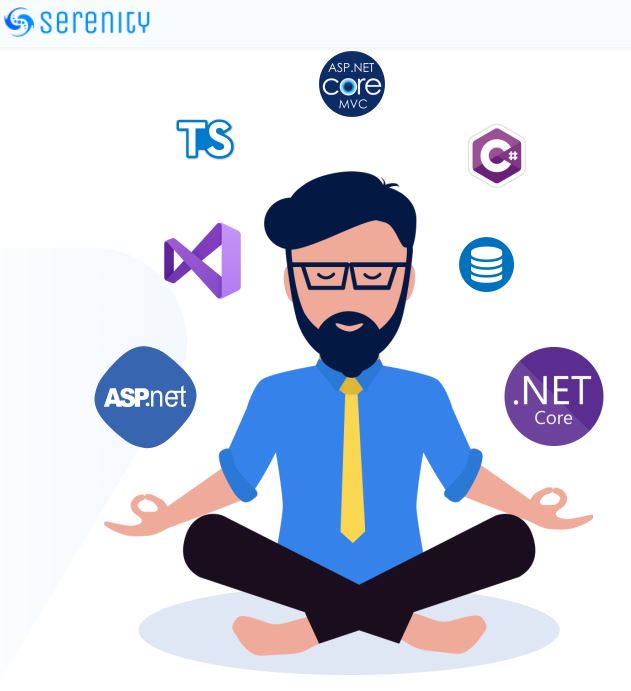 serenity
ASP.NET
core
MVC
TS
C#
ASP.net
.NET
Core